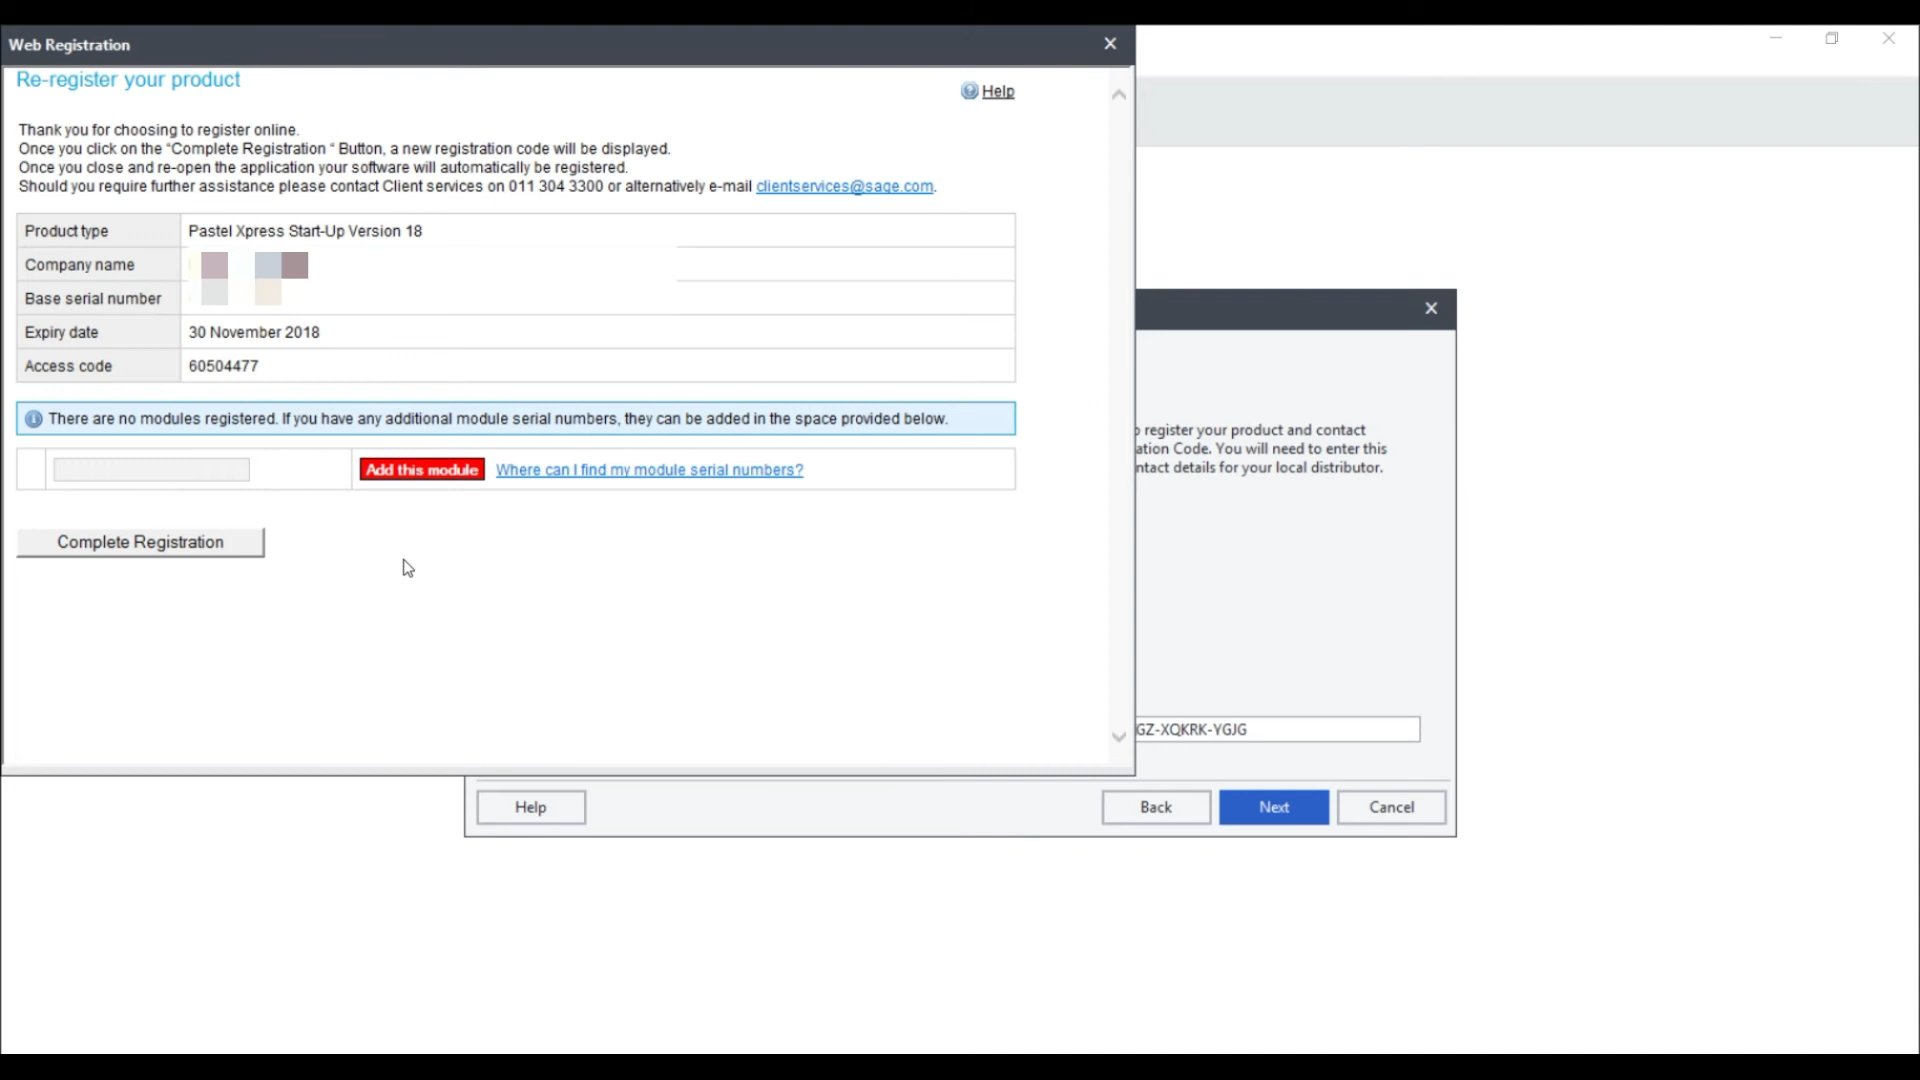 Web Registration
Re-register your product
Help
Thank you for choosing to register online.
Once you click on the "Complete Registration " Button, a new registration code will be displayed.
Once you close and re-open the application your software will automatically be registered.
Should you require further assistance please contact Client services on 011 304 3300 or alternatively e-mail clientservices@sage.com.
Product type Pastel Xpress Start-Up Version 18
Company name
Base serial number
Expiry date 30 November 2018
Access code 60504477
There are no modules registered. If you have any additional module serial numbers, they can be added in the space provided below.
Add this module Where can I find my module serial numbers?
Complete Registration
register your product and contact
ation Code. You will need to enter this
ntact details for your local distributor.
GZ-XQKRK-YGJG
Help Back Next Cancel